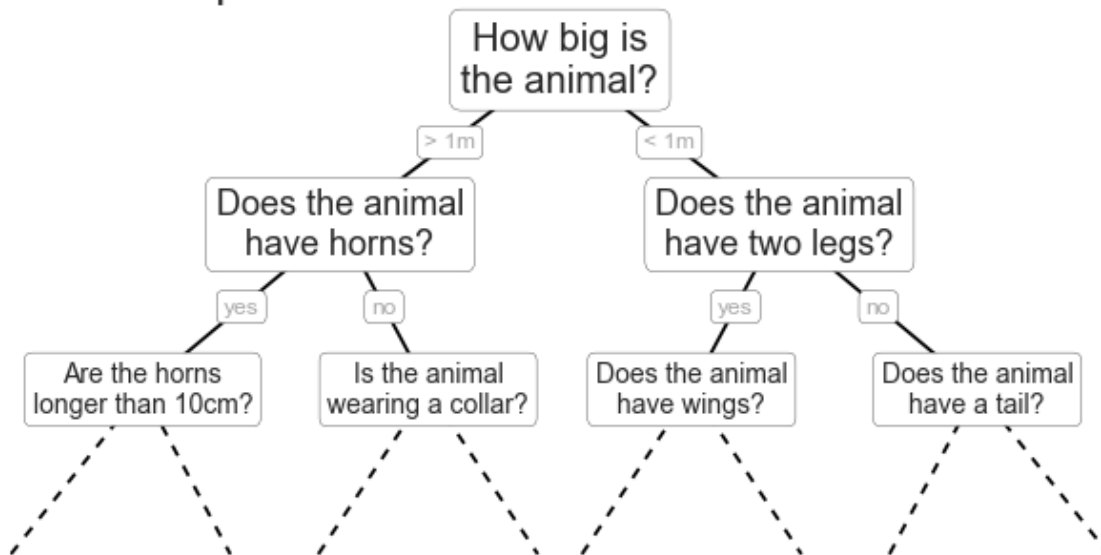 How big is
the animal?
> 1m
< 1m
Does the animal
have horns?
Does the animal
have two legs?
yes
no
yes
no
Are the horns
longer than 10cm?
Is the animal
wearing a collar?
Does the animal
have wings?
Does the animal
have a tail?